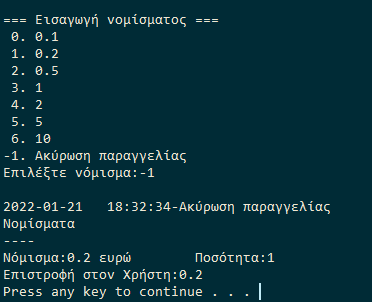 === Εισαγωγή νομίσματος ===
0. 0.1
1. 0.2
2. 0.5
3. 1
4. 2
5. 5
6. 10
-1. Ακύρωση παραγγελίας
Επιλέξτε νόμισμα:-1
2022-01-21 18:32:34-Ακύρωση παραγγελίας
Νομίσματα
----
Νόμισμα:0.2 ευρώ Ποσότητα:1
Επιστροφή στον Χρήστη:0.2
Press any key to continue . . .